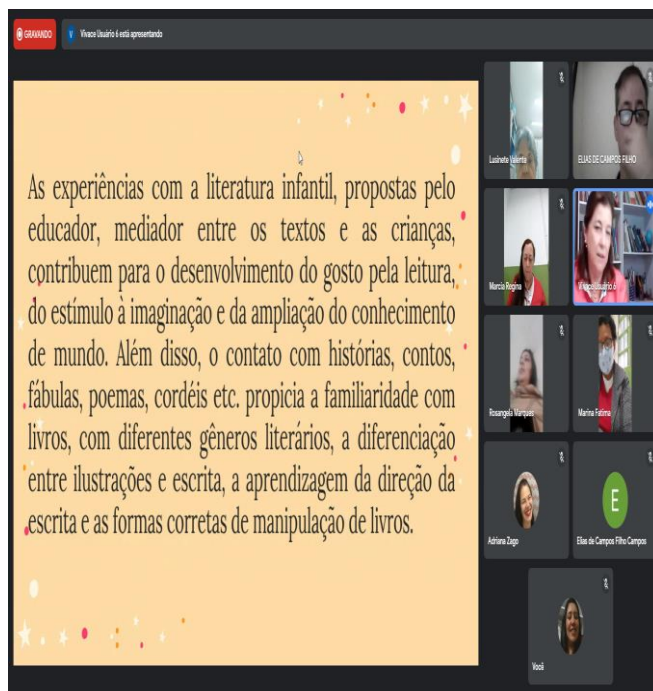 GRAVANDO
V Vivace Usuário 6 está apresentando
As experiências com a literatura infantil, propostas pelo
educador, mediador entre os textos e as crianças,
contribuem para o desenvolvimento do gosto pela leitura,
do estímulo à imaginação e da ampliação do conhecimento
de mundo. Além disso, o contato com histórias, contos,
fábulas, poemas, cordéis etc. propicia a familiaridade com
livros, com diferentes gêneros literários, a diferenciação
entre ilustrações e escrita, a aprendizagem da direção da
escrita e as formas corretas de manipulação de livros.
Lusinete
ELIAS DE CAMPOS FILHO
Marcia Regina
Vivace Usuário 6
Rosangela Marques
Marina Fatima
Adriana Zago
E
Elias de Campos Filho Campos
Você